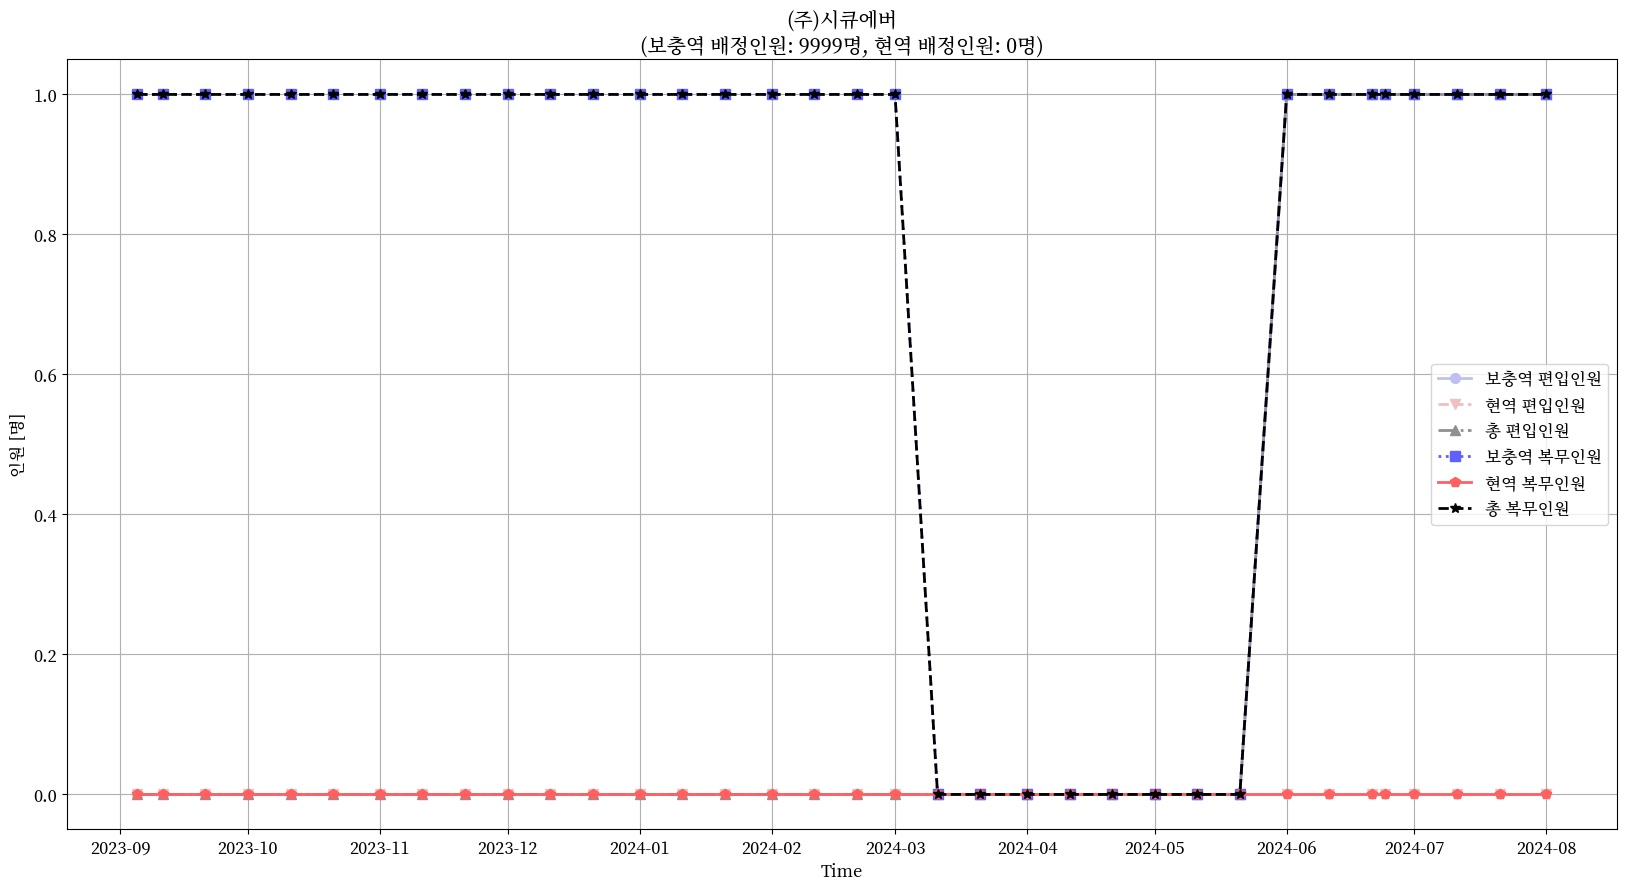 (주)시큐에버
(보충역 배정인원: 9999명, 현역 배정인원: 0명)
인원 [명]
1.0
0.8
0.6
0.4
0.2
0.0
보충역 편입인원
현역 편입인원
총 편입인원
보충역 복무인원
현역 복무인원
총 복무인원
2023-09 2023-10 2023-11 2023-12 2024-01 2024-02 2024-03 2024-04 2024-05 2024-06 2024-07 2024-08
Time